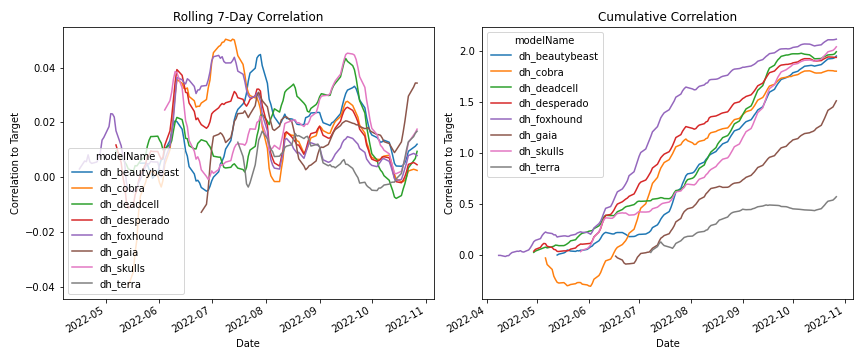 Rolling 7-Day Correlation
Correlation to Target
0.04
0.02
0.00
−0.02
−0.04
modelName
dh_beautybeast
dh_cobra
dh_deadcell
dh_desperado
dh_foxhound
dh_gaia
dh_skulls
dh_terra
2022-05
2022-06
2022-07
2022-08
2022-09
2022-10
2022-11
Date
Cumulative Correlation
Correlation to Target
2.0
1.5
1.0
0.5
0.0
modelName
dh_beautybeast
dh_cobra
dh_deadcell
dh_desperado
dh_foxhound
dh_gaia
dh_skulls
dh_terra
2022-04
2022-05
2022-06
2022-07
2022-08
2022-09
2022-10
2022-11
Date